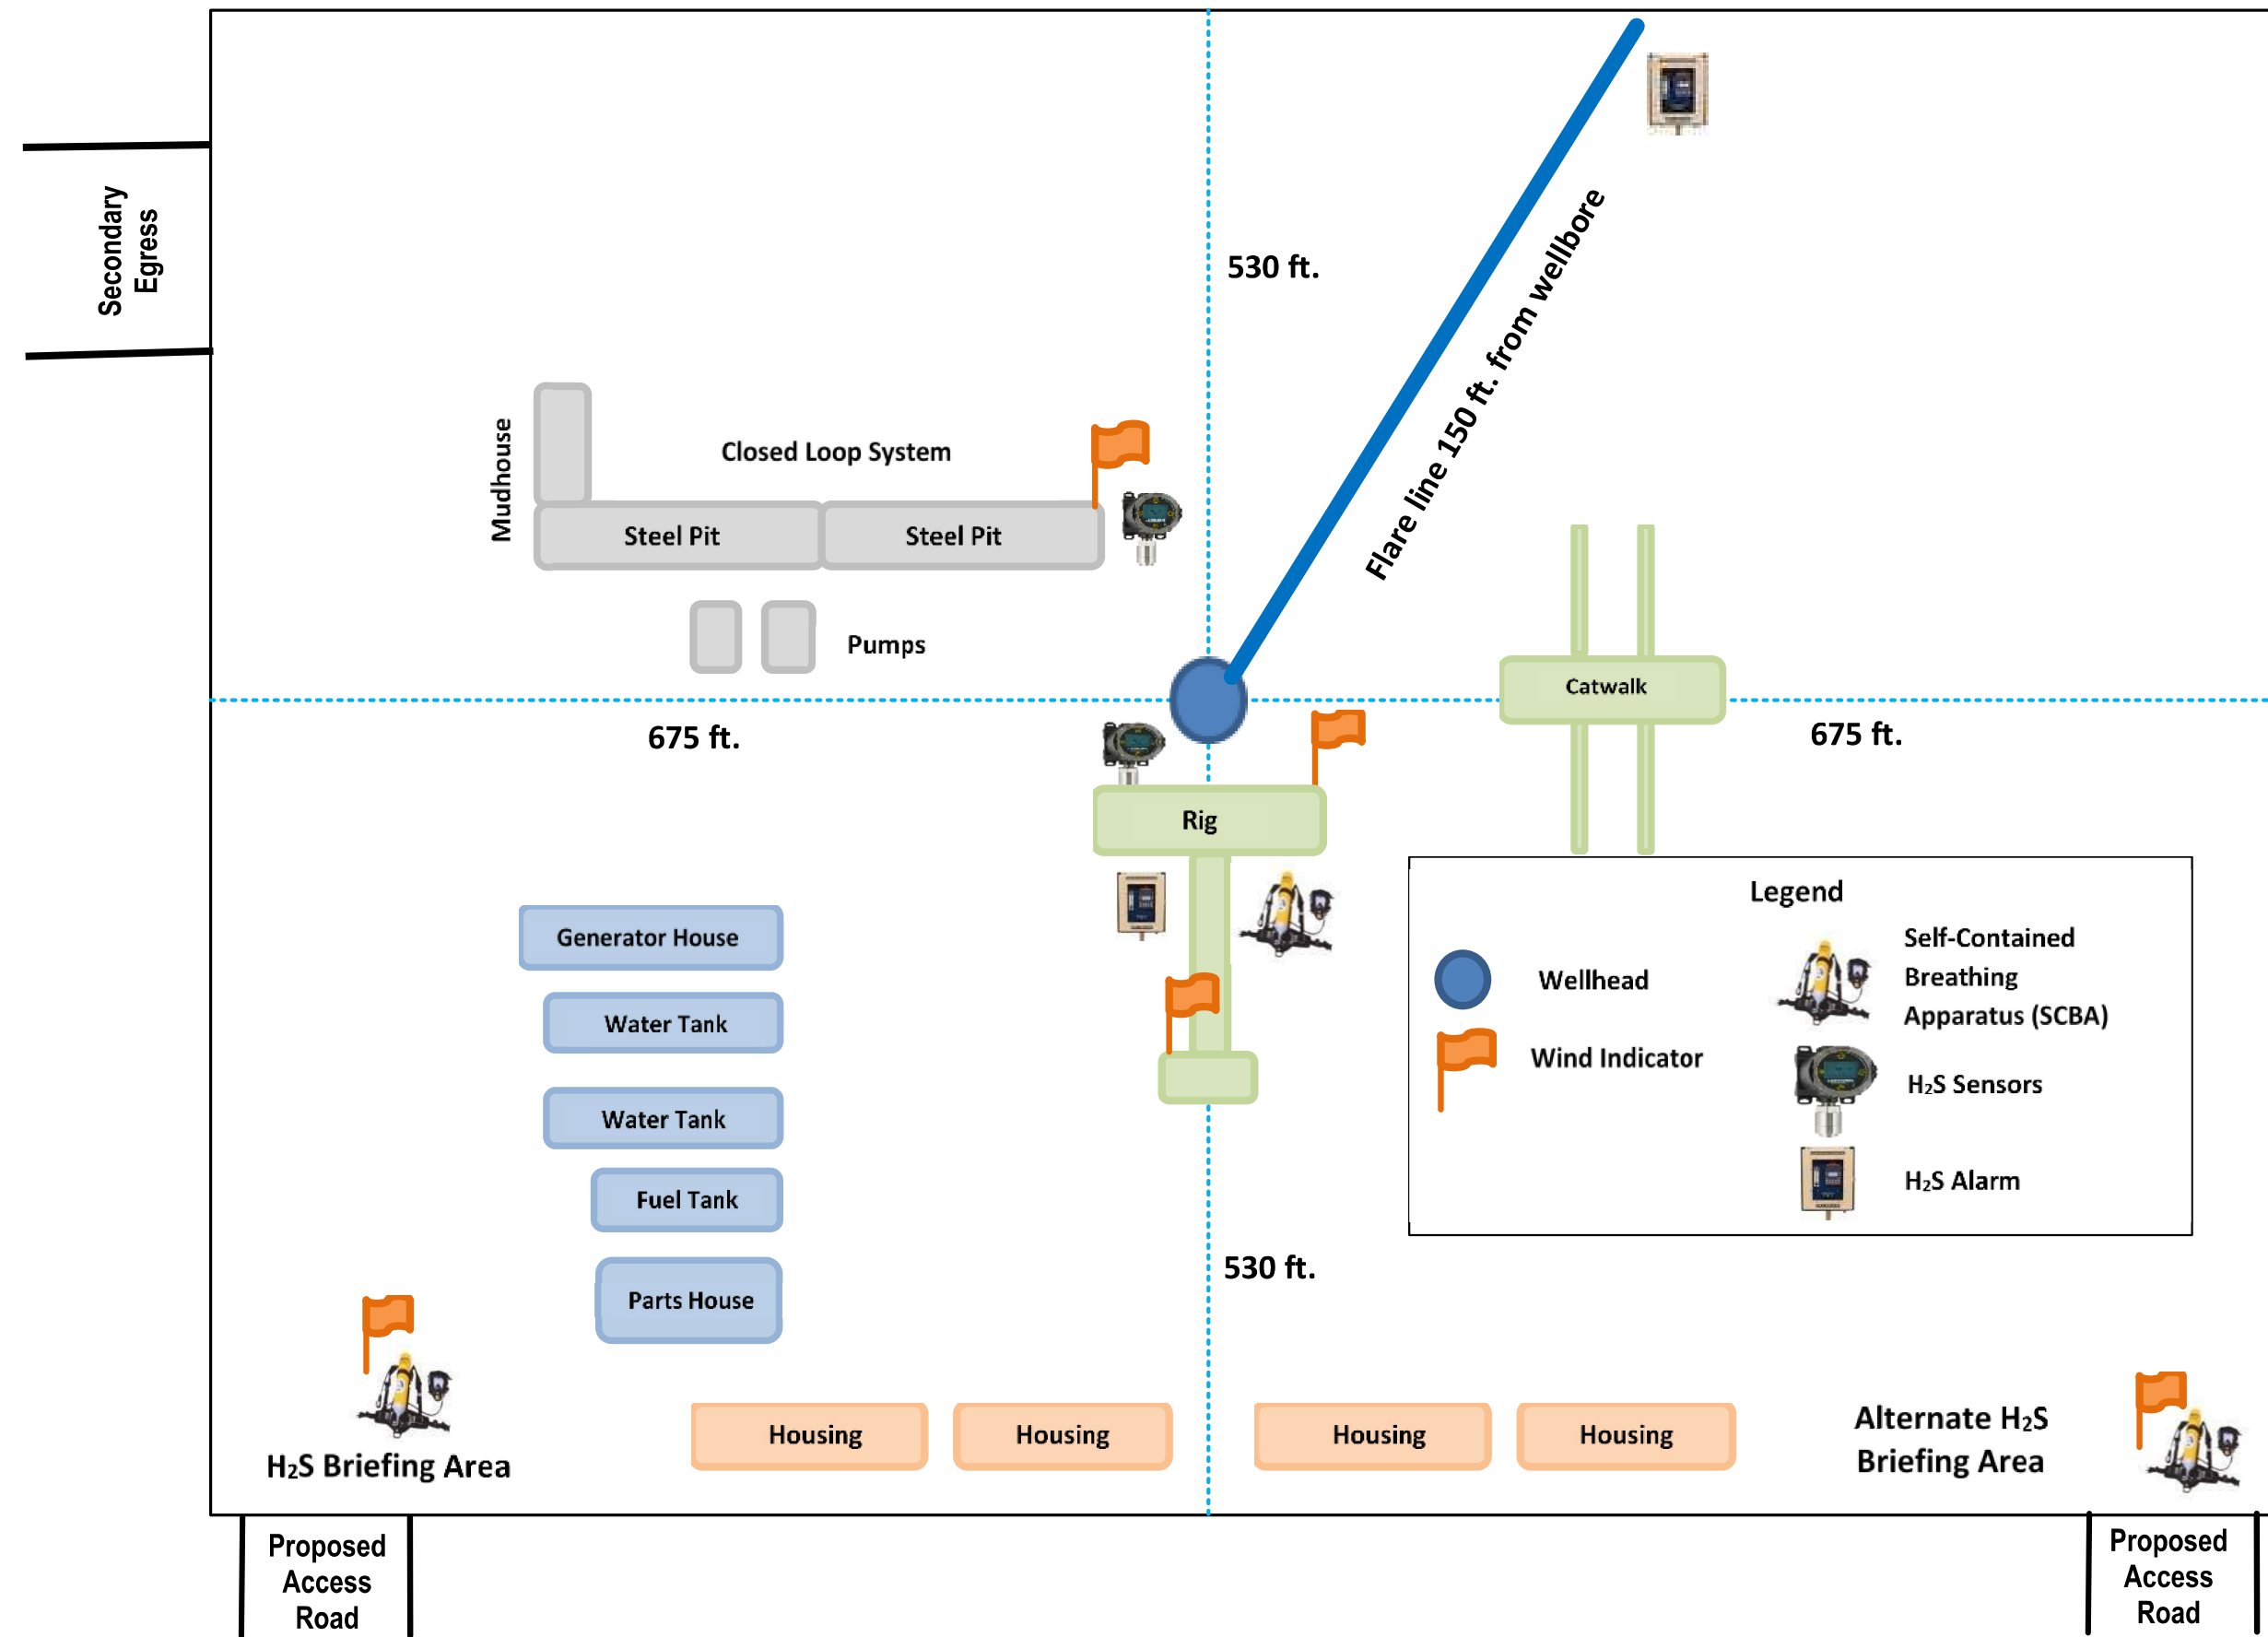 Secondary
Egress
530 ft.
Flare line 150 ft. from wellbore
Mudhouse
Closed Loop System
Steel Pit
Steel Pit
Pumps
Catwalk
675 ft.
675 ft.
Rig
Legend
Wellhead
Wind Indicator
Self-Contained
Breathing
Apparatus (SCBA)
H₂S Sensors
H₂S Alarm
Generator House
Water Tank
Water Tank
Fuel Tank
Parts House
530 ft.
H₂S Briefing Area
Housing
Housing
Housing
Housing
Alternate H₂S
Briefing Area
Proposed
Access
Road
Proposed
Access
Road